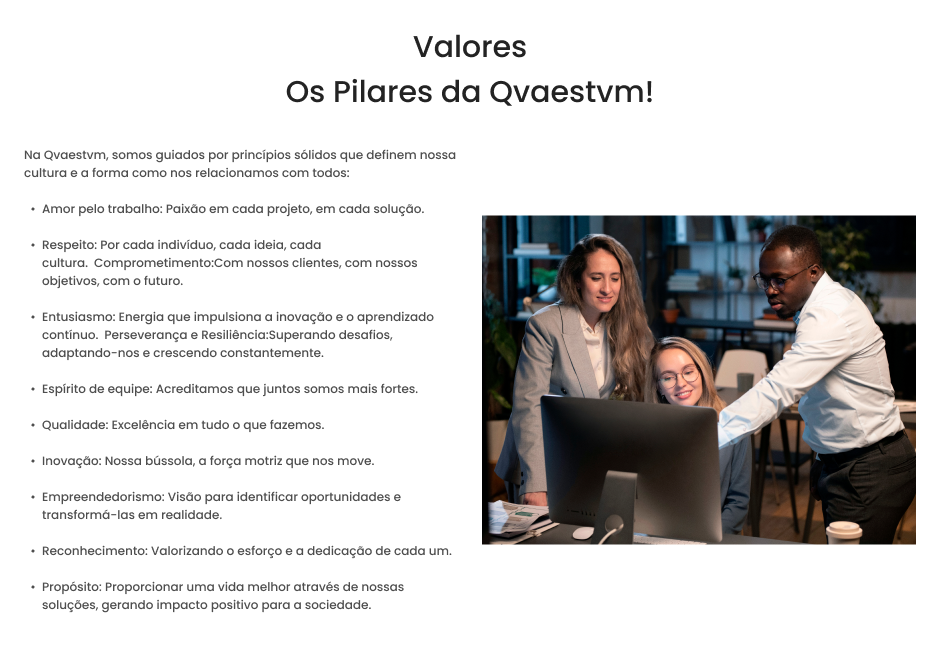 Valores
Os Pilares da Qvaestvm!
Na Qvaestvm, somos guiados por princípios sólidos que definem nossa
cultura e a forma como nos relacionamos com todos:
• Amor pelo trabalho: Paixão em cada projeto, em cada solução.
• Respeito: Por cada indivíduo, cada ideia, cada
cultura.  Comprometimento:Com nossos clientes, com nossos
objetivos, com o futuro.
• Entusiasmo: Energia que impulsiona a inovação e o aprendizado
contínuo.  Perseverança e Resiliência:Superando desafios,
adaptando-nos e crescendo constantemente.
• Espírito de equipe: Acreditamos que juntos somos mais fortes.
• Qualidade: Excelência em tudo o que fazemos.
• Inovação: Nossa bússola, a força motriz que nos move.
• Empreendedorismo: Visão para identificar oportunidades e
transformá-las em realidade.
• Reconhecimento: Valorizando o esforço e a dedicação de cada um.
• Propósito: Proporcionar uma vida melhor através de nossas
soluções, gerando impacto positivo para a sociedade.